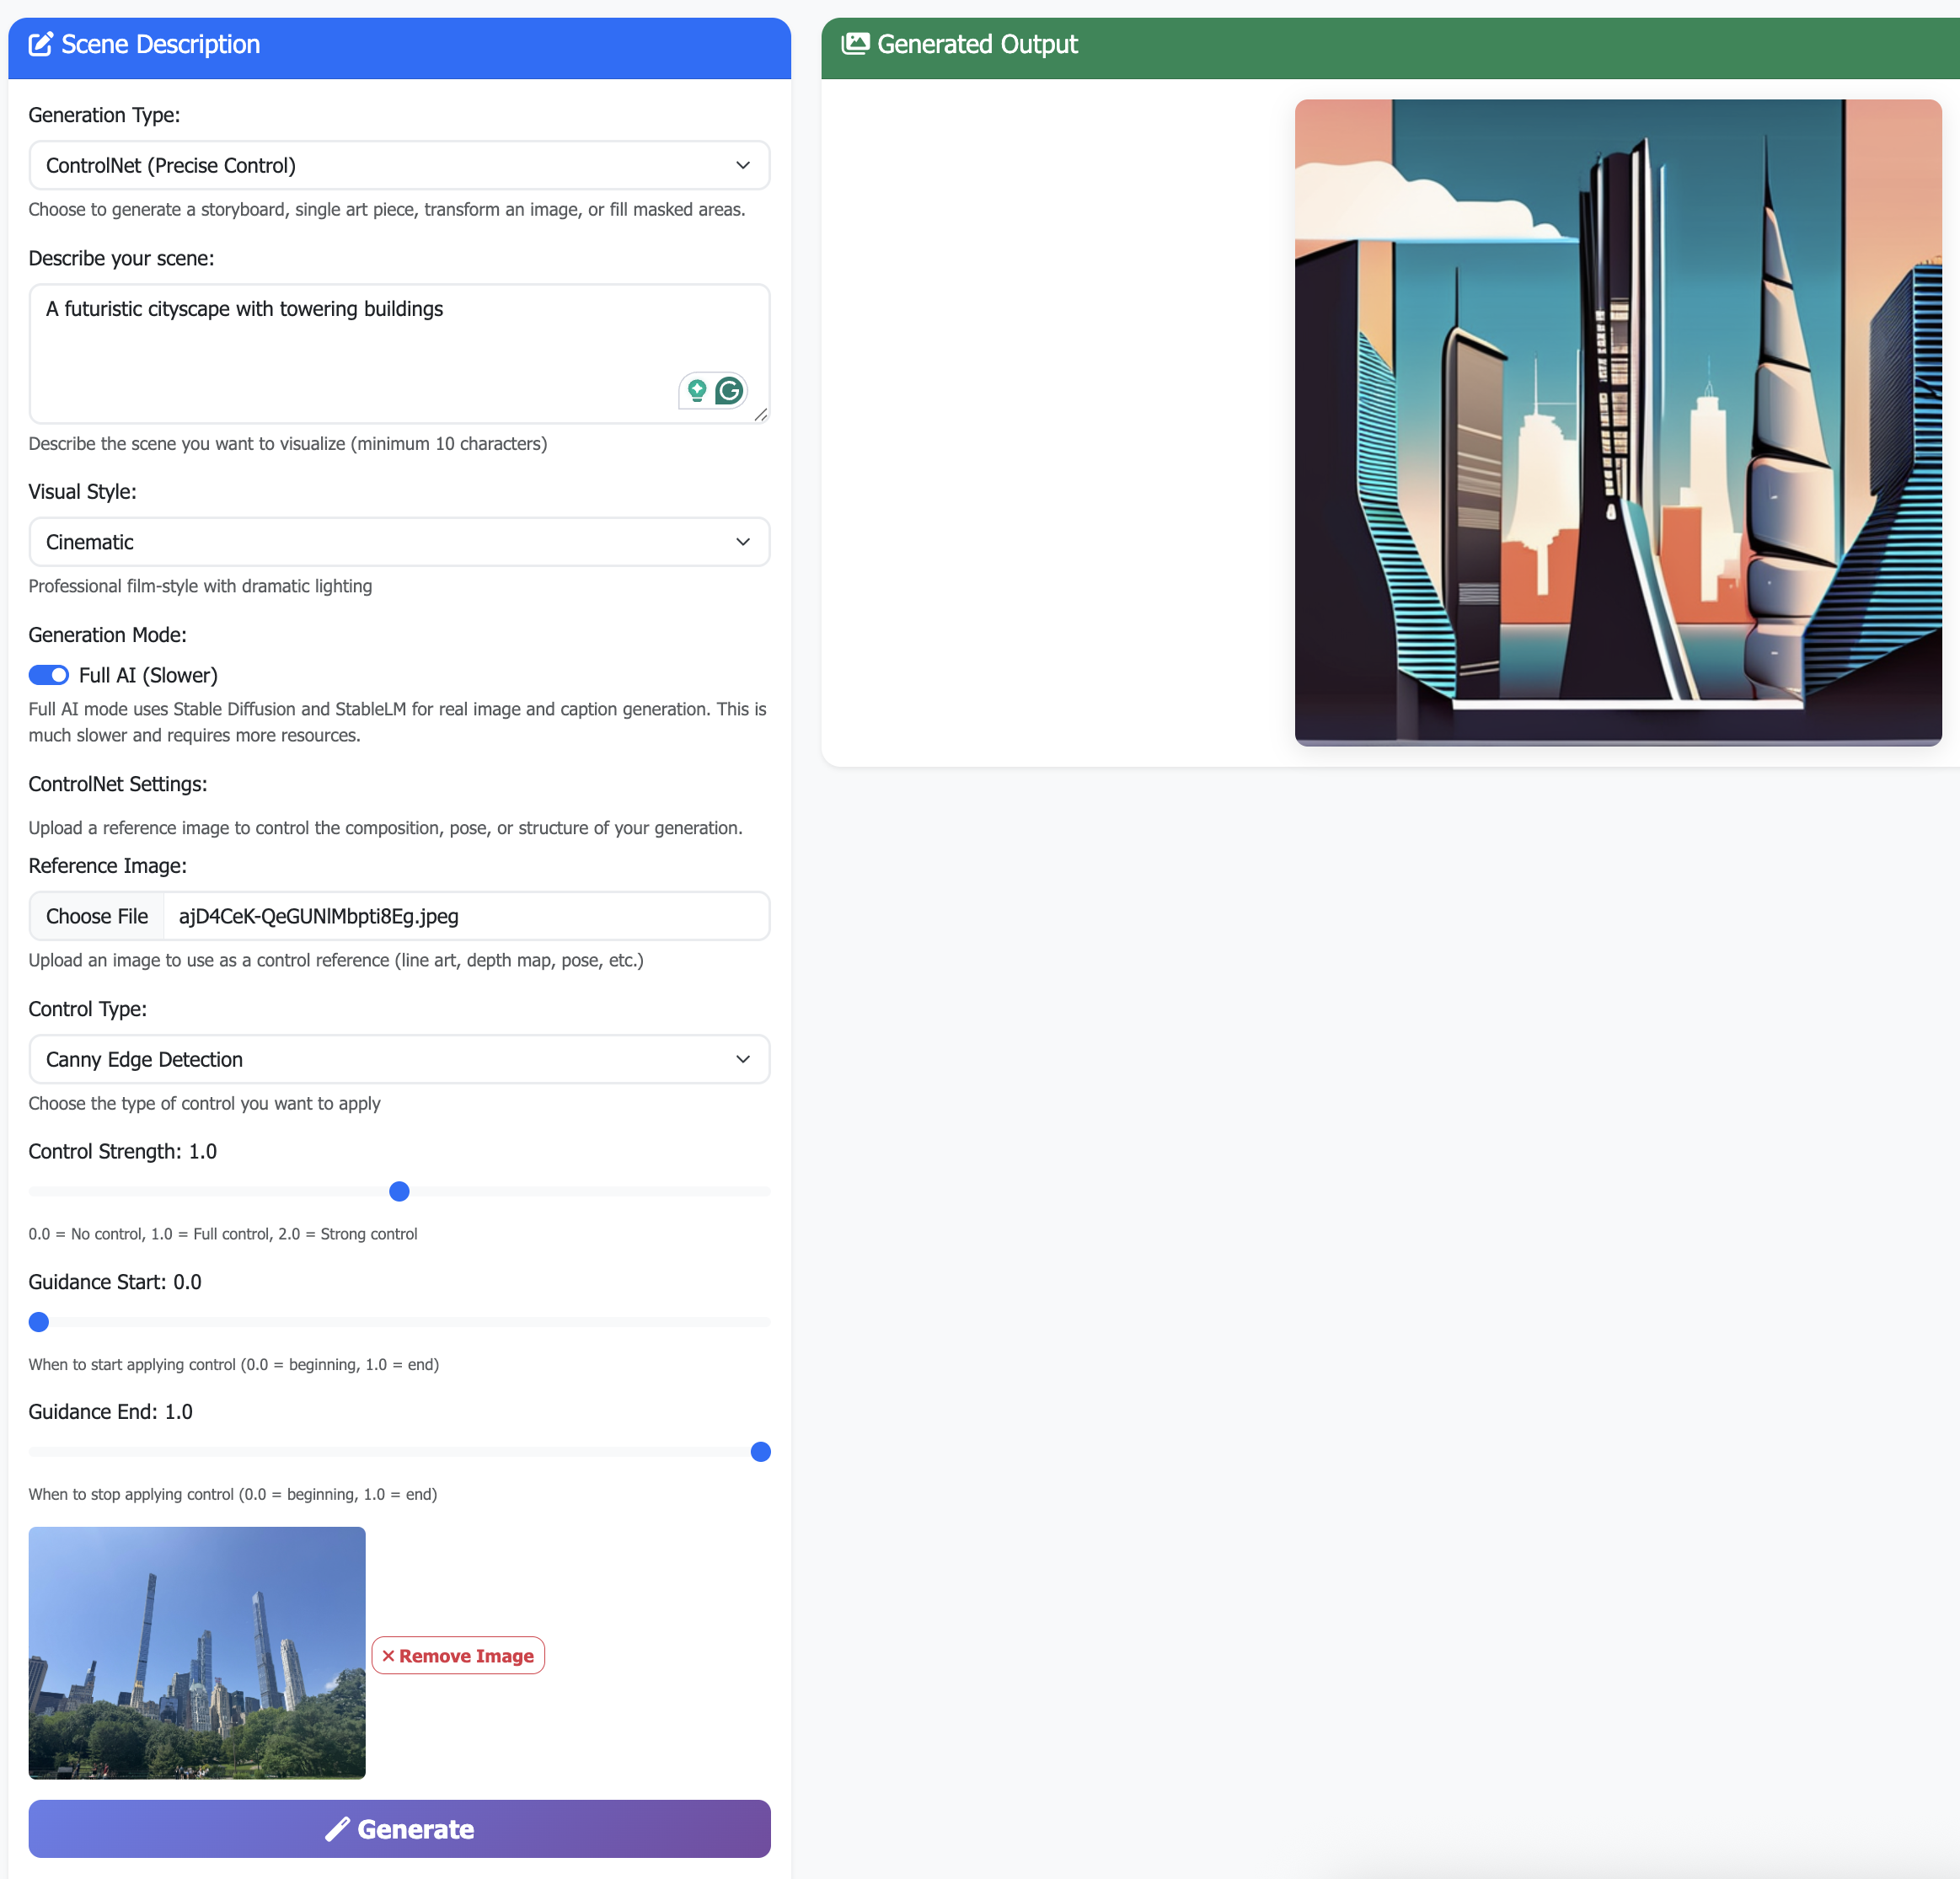 Scene Description
Generation Type:
ControlNet (Precise Control)
Choose to generate a storyboard, single art piece, transform an image, or fill masked areas.
Describe your scene:
A futuristic cityscape with towering buildings
Describe the scene you want to visualize (minimum 10 characters)
Visual Style:
Cinematic
Professional film-style with dramatic lighting
Generation Mode:
Full AI (Slower)
Full AI mode uses Stable Diffusion and StableLM for real image and caption generation. This is
much slower and requires more resources.
ControlNet Settings:
Upload a reference image to control the composition, pose, or structure of your generation.
Reference Image:
Choose File ajD4CeK-QeGUNlMbpti8Eg.jpeg
Upload an image to use as a control reference (line art, depth map, pose, etc.)
Control Type:
Canny Edge Detection
Choose the type of control you want to apply
Control Strength: 1.0
0.0 = No control, 1.0 = Full control, 2.0 = Strong control
Guidance Start: 0.0
When to start applying control (0.0 = beginning, 1.0 = end)
Guidance End: 1.0
When to stop applying control (0.0 = beginning, 1.0 = end)
Remove Image
Generate
Generated Output